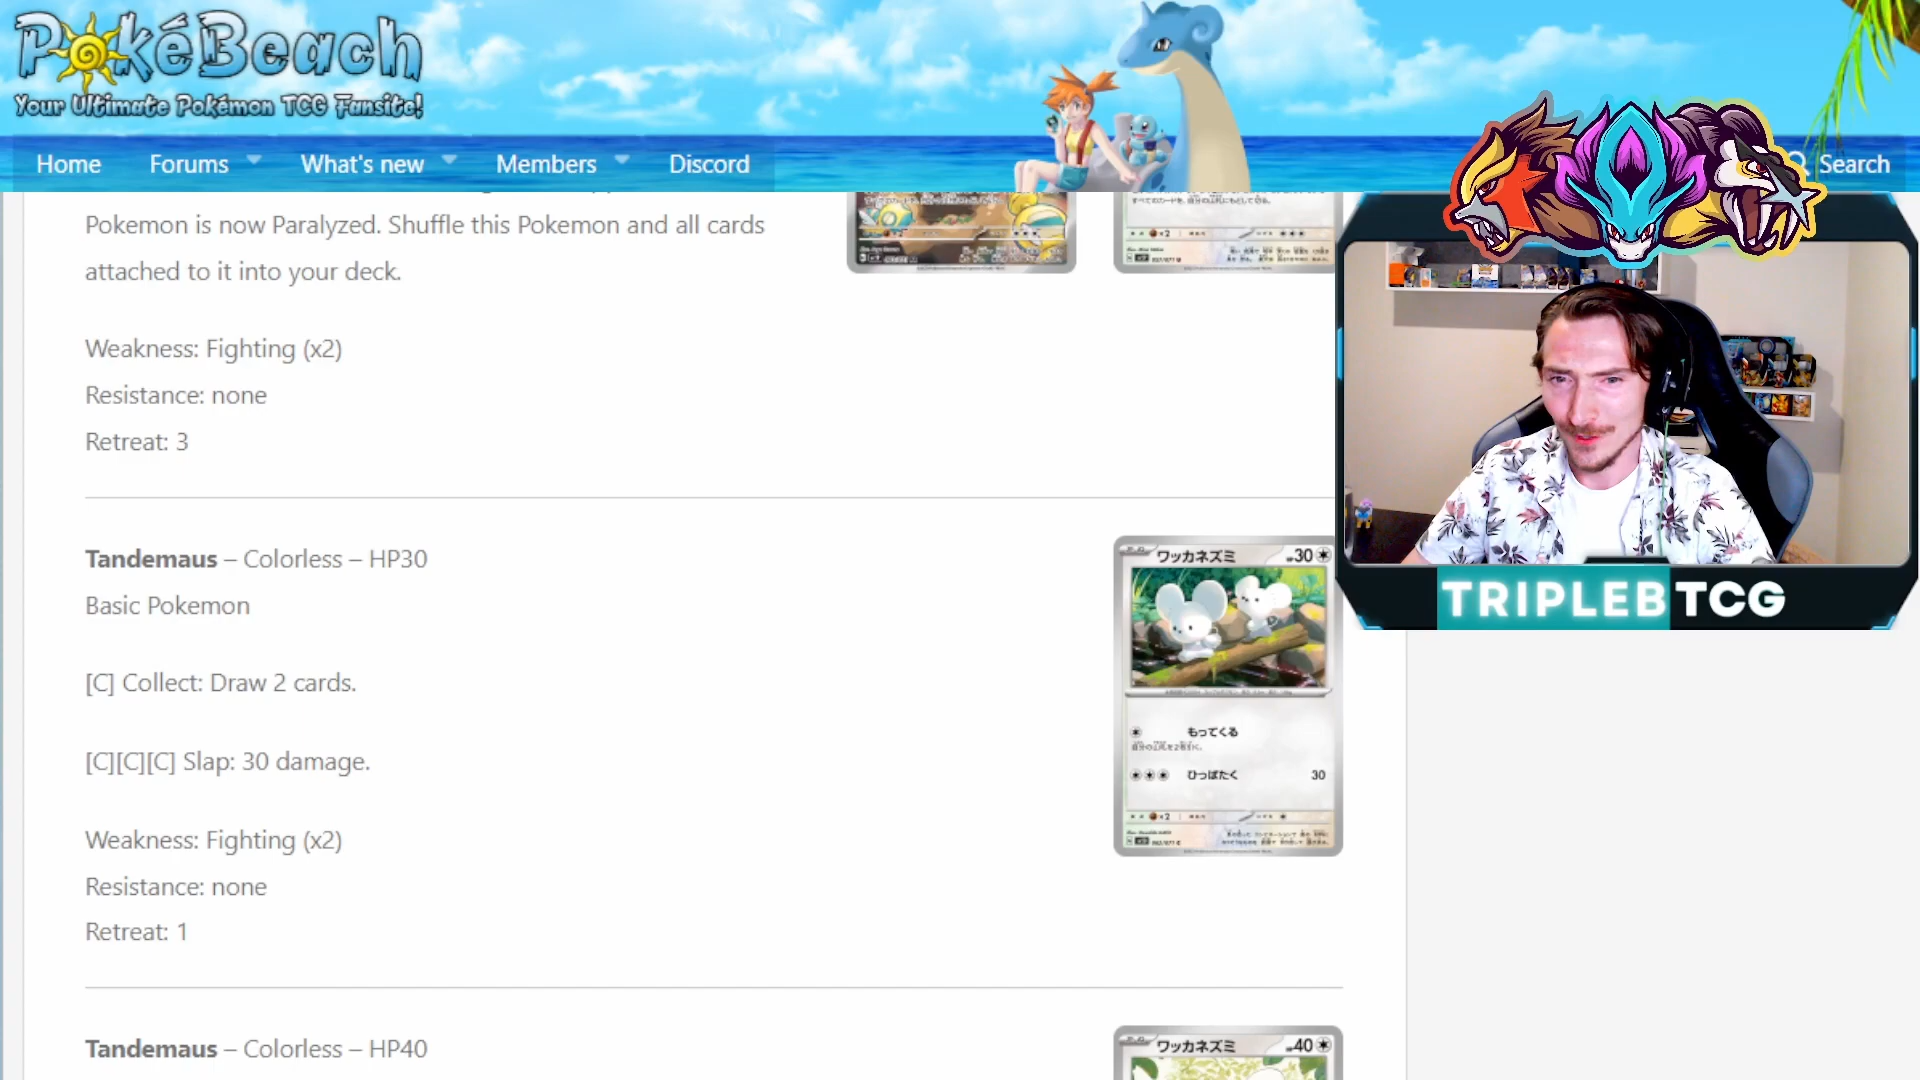 PokéBeach
Your Ultimate Pokémon TCG Fansite!
Home Forums What's new Members Discord Search
Pokemon is now Paralyzed. Shuffle this Pokemon and all cards
attached to it into your deck.
Weakness: Fighting (x2)
Resistance: none
Retreat: 3
Tandemaus – Colorless – HP30
Basic Pokemon
[C] Collect: Draw 2 cards.
[C][C][C] Slap: 30 damage.
Weakness: Fighting (x2)
Resistance: none
Retreat: 1
Tandemaus – Colorless – HP40
ワッカネズミ 30
もってくる
ひっぱたく 30
ワッカネズミ 40
TRIPLEB TCG